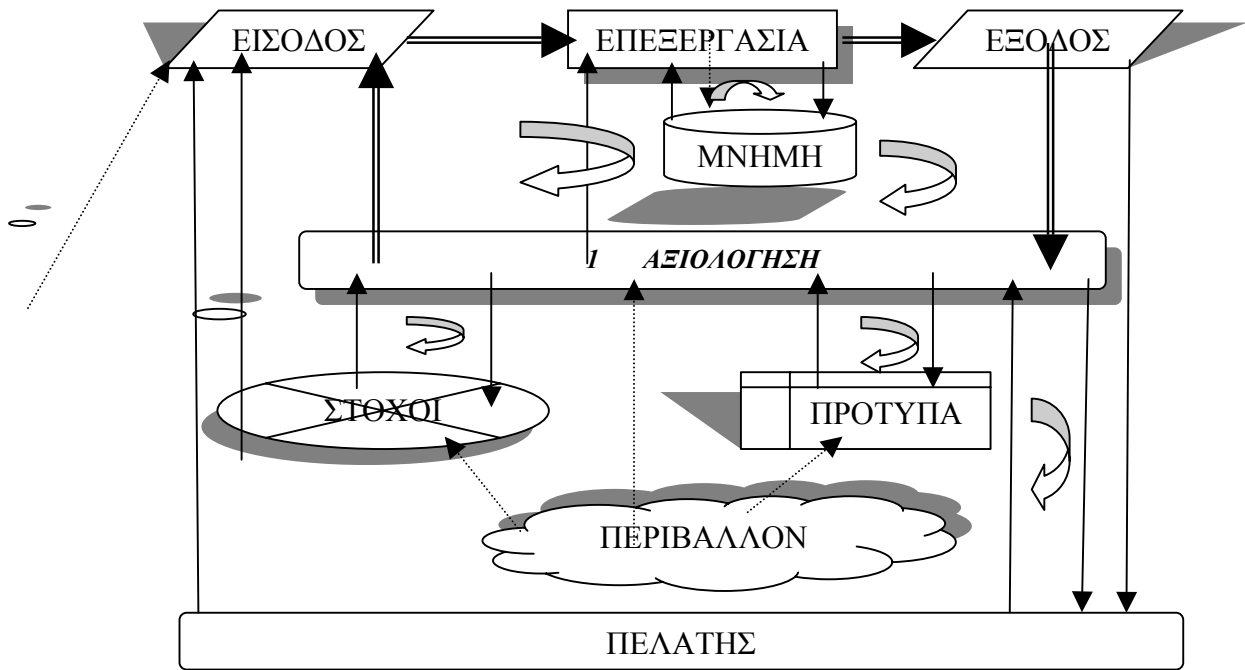 ΕΙΣΟΔΟΣ ΕΠΕΞΕΡΓΑΣΙΑ ΕΞΟΔΟΣ
ΜΝΗΜΗ
1 ΑΞΙΟΛΟΓΗΣΗ
ΣΤΟΧΟΙ ΠΡΟΤΥΠΑ
ΠΕΡΙΒΑΛΛΟΝ
ΠΕΛΑΤΗΣ